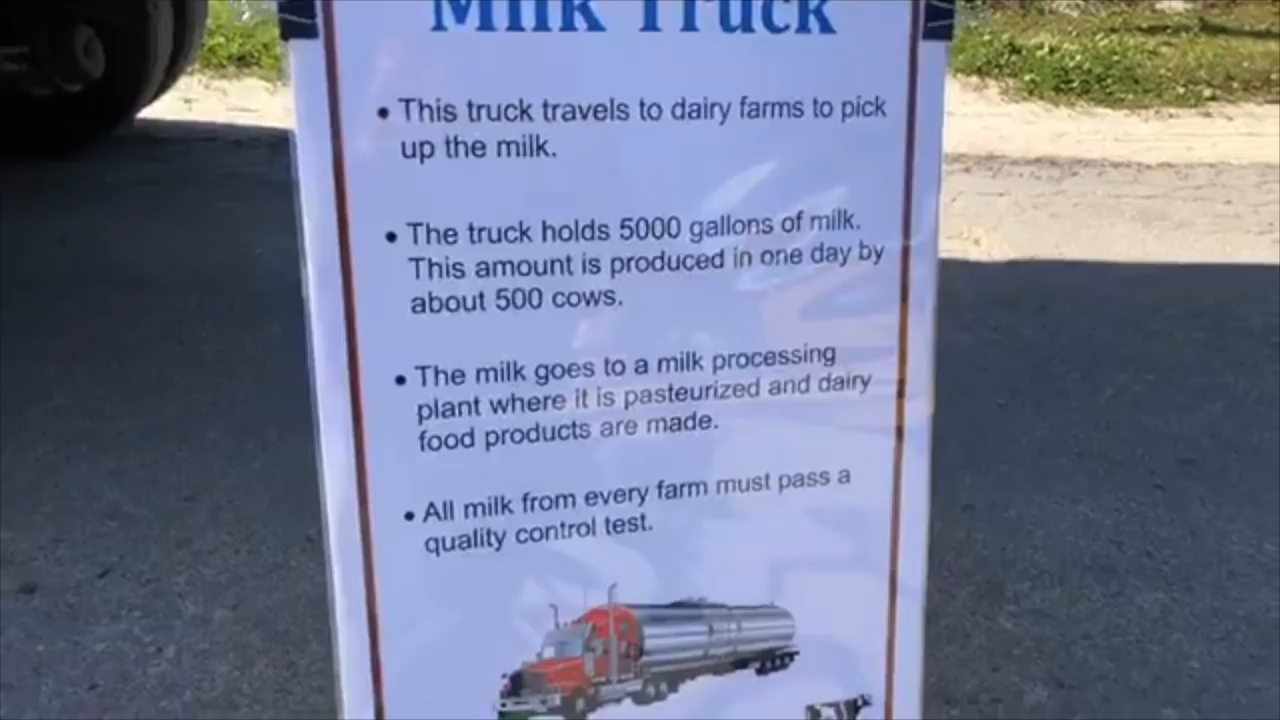 Milk Truck
• This truck travels to dairy farms to pick
up the milk.
• The truck holds 5000 gallons of milk.
This amount is produced in one day by
about 500 cows.
• The milk goes to a milk processing
plant where it is pasteurized and dairy
food products are made.
• All milk from every farm must pass a
quality control test.